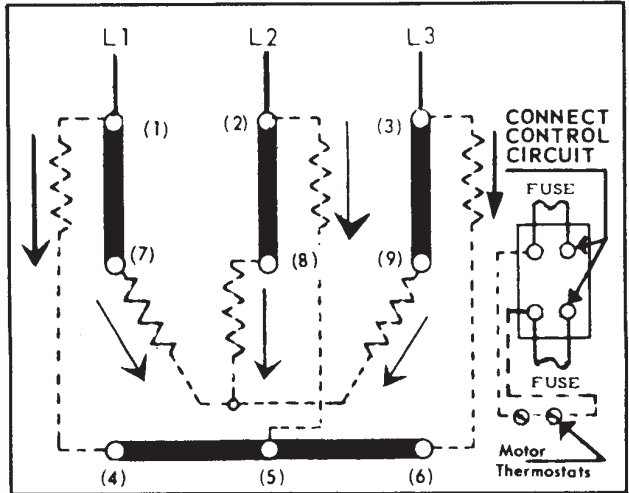 L1 L2 L3
(1) (2) (3)
CONNECT
CONTROL
CIRCUIT
FUSE
(7) (8) (9)
FUSE
(4) (5) (6)
Motor
Thermostats